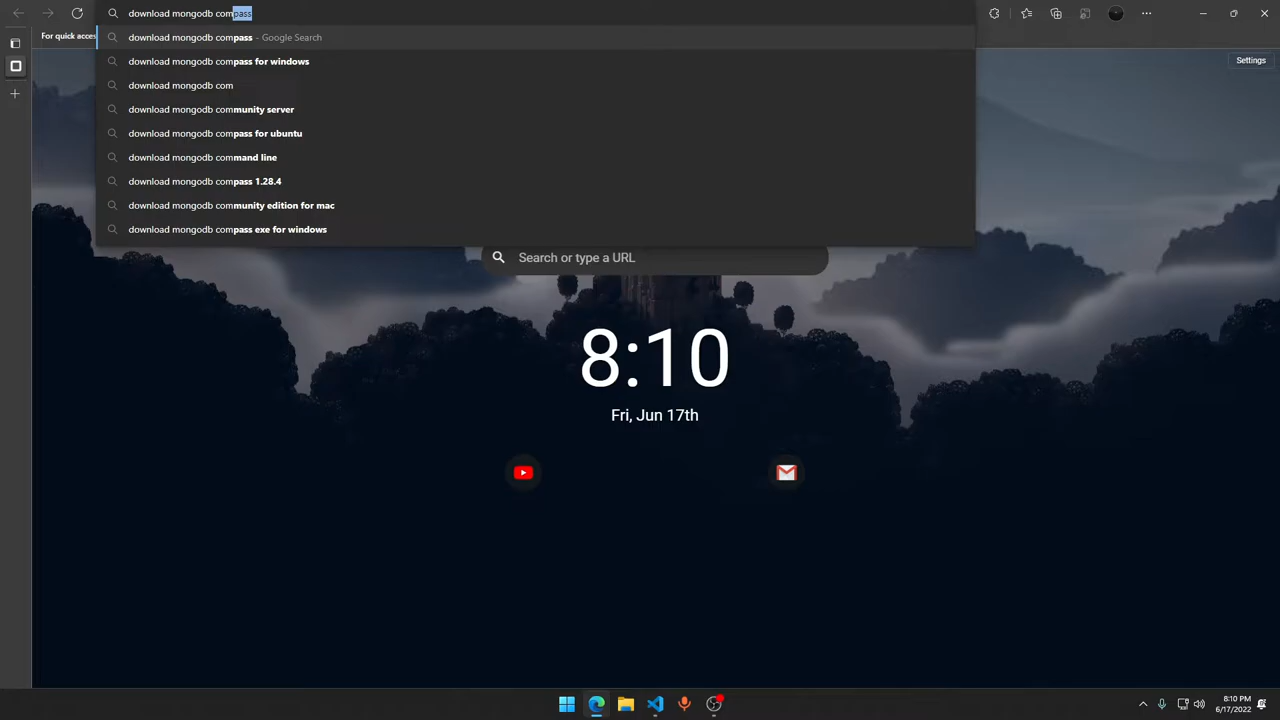 download mongodb compass
For quick acces
download mongodb compass - Google Search
download mongodb compass for windows
download mongodb com
download mongodb community server
download mongodb compass for ubuntu
download mongodb command line
download mongodb compass 1.28.4
download mongodb community edition for mac
download mongodb compass exe for windows
Settings
Search or type a URL
8:10
Fri, Jun 17th
8:10 PM
6/17/2022